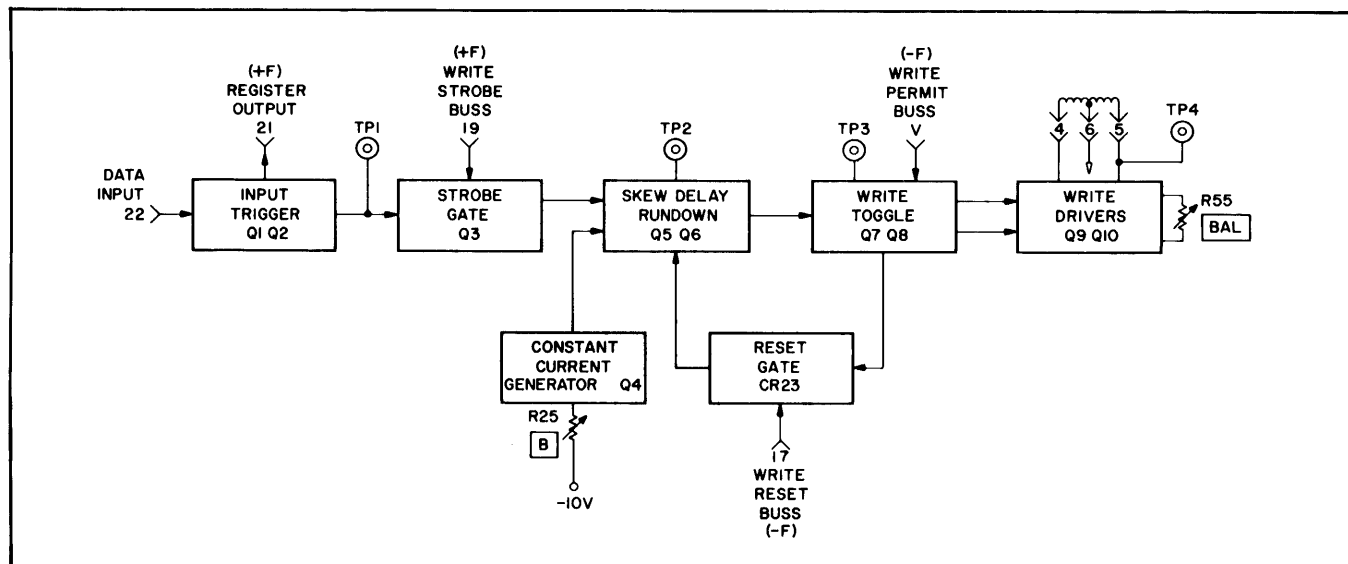 (+F)
REGISTER
OUTPUT
21
(+F)
WRITE
STROBE
BUSS
19
(-F)
WRITE
PERMIT
BUSS
V
TP1
TP2
TP3
4
6
5
TP4
DATA
INPUT
22
INPUT
TRIGGER
Q1 Q2
STROBE
GATE
Q3
SKEW DELAY
RUNDOWN
Q5 Q6
WRITE
TOGGLE
Q7 Q8
WRITE
DRIVERS
Q9 Q10
R55
BAL
CONSTANT
CURRENT
GENERATOR Q4
RESET
GATE
CR23
R25
B
-10V
17
WRITE
RESET
BUSS
(-F)